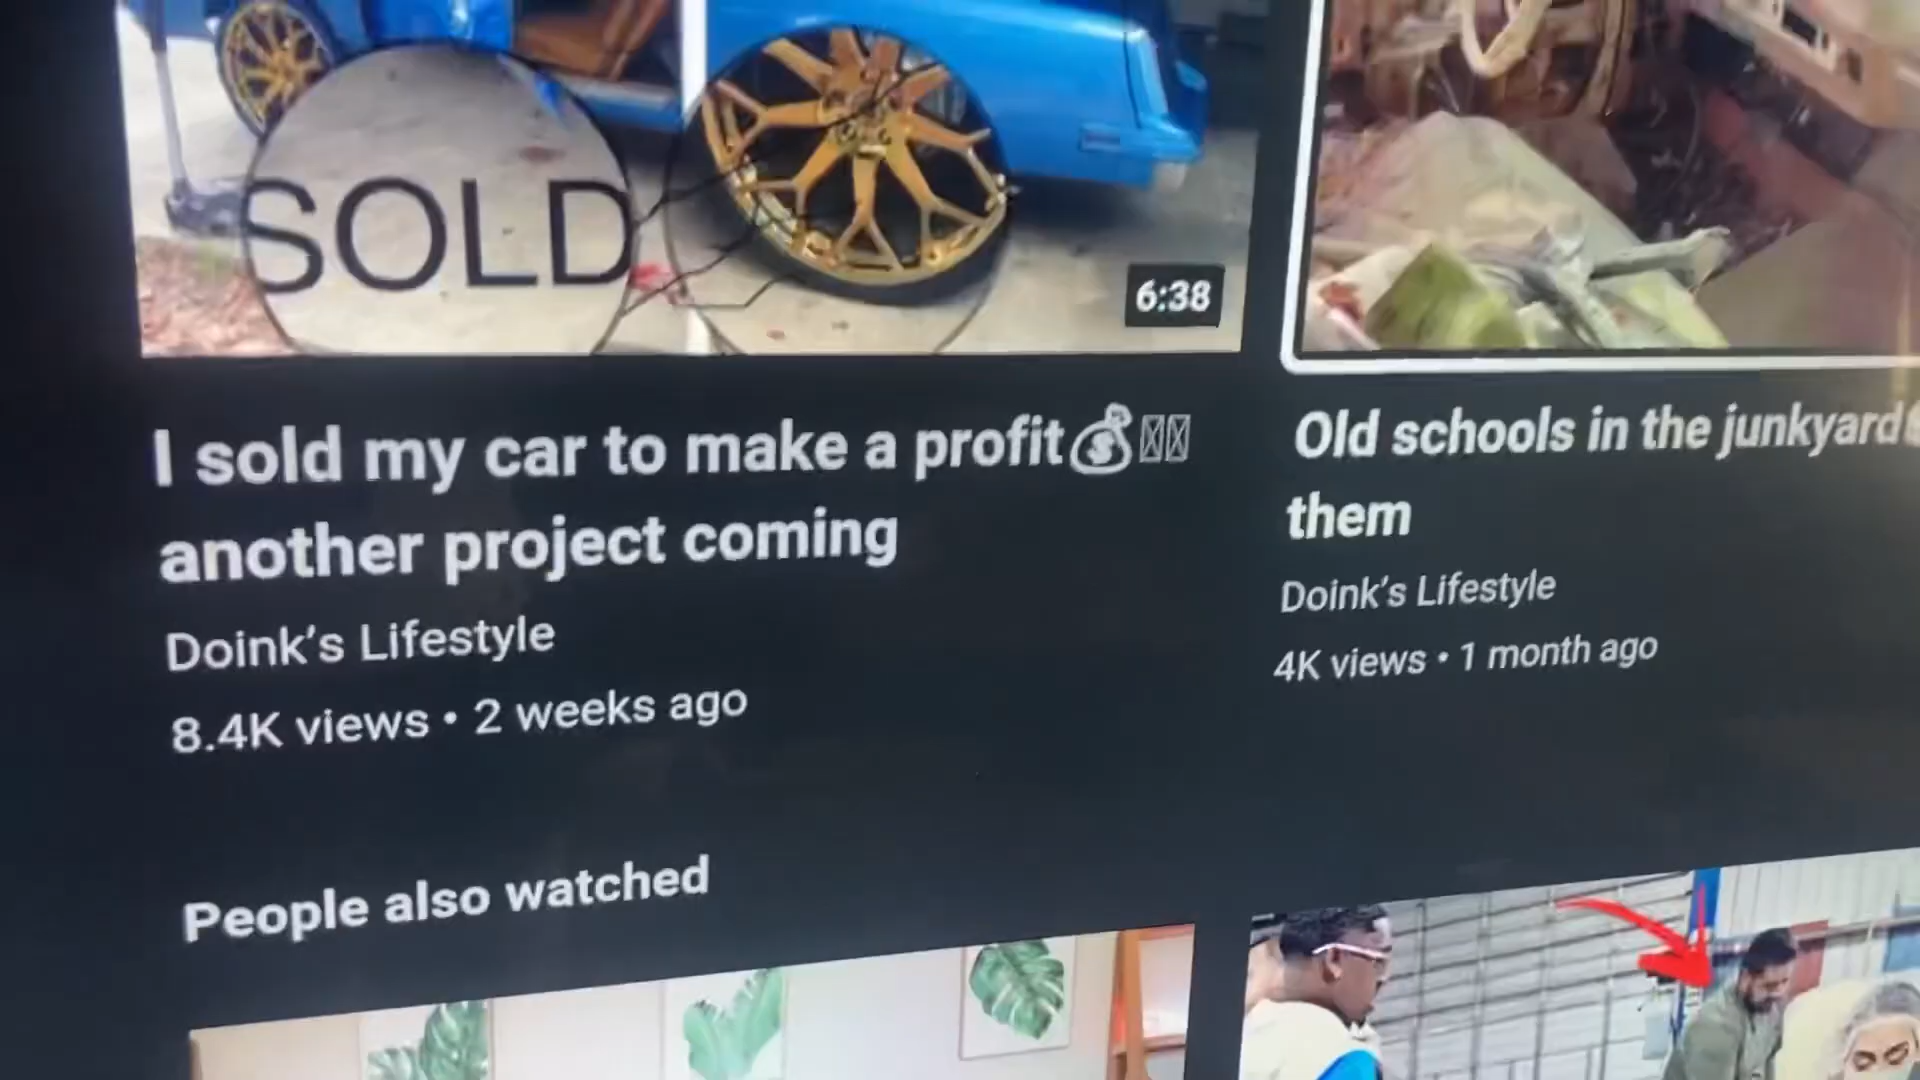 SOLD
6:38
I sold my car to make a profit💰
another project coming
Doink's Lifestyle
8.4K views • 2 weeks ago
Old schools in the junkyard
them
Doink's Lifestyle
4K views • 1 month ago
People also watched